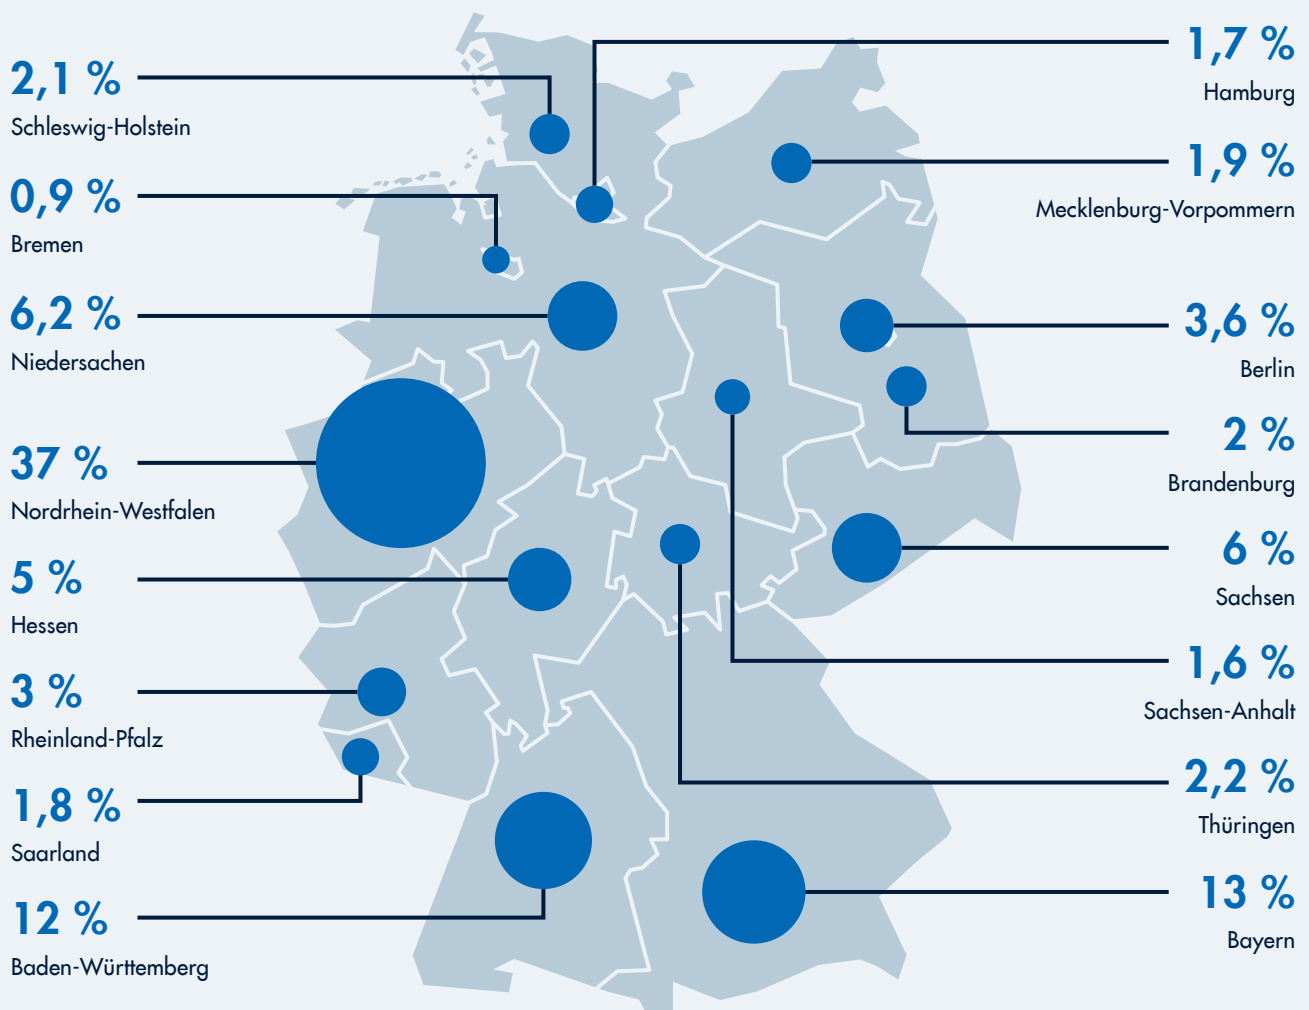 2,1 %
Schleswig-Holstein
0,9 %
Bremen
6,2 %
Niedersachen
37 %
Nordrhein-Westfalen
5 %
Hessen
3 %
Rheinland-Pfalz
1,8 %
Saarland
12 %
Baden-Württemberg
1,7 %
Hamburg
1,9 %
Mecklenburg-Vorpommern
3,6 %
Berlin
2 %
Brandenburg
6 %
Sachsen
1,6 %
Sachsen-Anhalt
2,2 %
Thüringen
13 %
Bayern